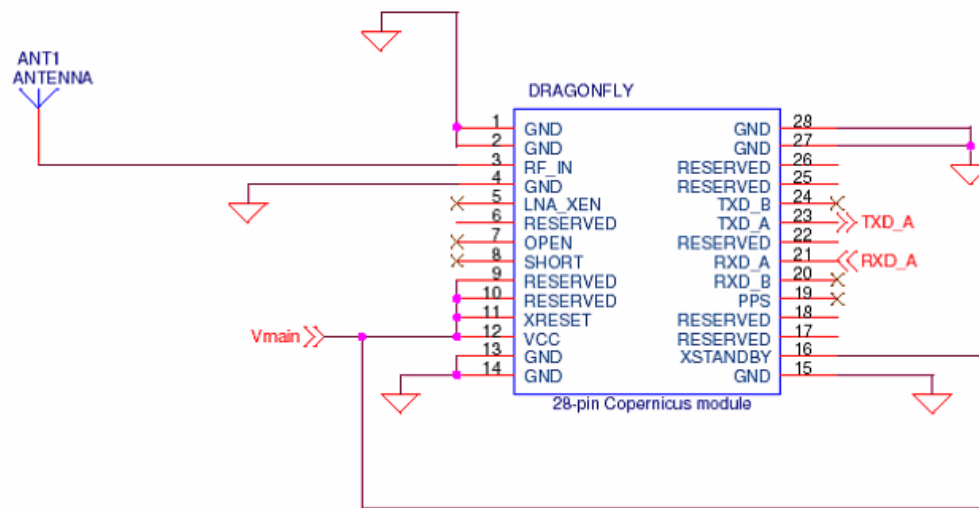 ANT1
ANTENNA
DRAGONFLY
1 GND GND 28
2 GND GND 27
3 RF_IN RESERVED 26
4 GND RESERVED 25
5 LNA_XEN TXD_B 24
6 RESERVED TXD_A 23 TXD_A
7 OPEN RESERVED 22
8 SHORT RXD_A 21 RXD_A
9 RESERVED RXD_B 20
10 RESERVED PPS 19
11 XRESET RESERVED 18
Vmain 12 VCC RESERVED 17
13 GND XSTANDBY 16
14 GND GND 15
28-pin Copernicus module